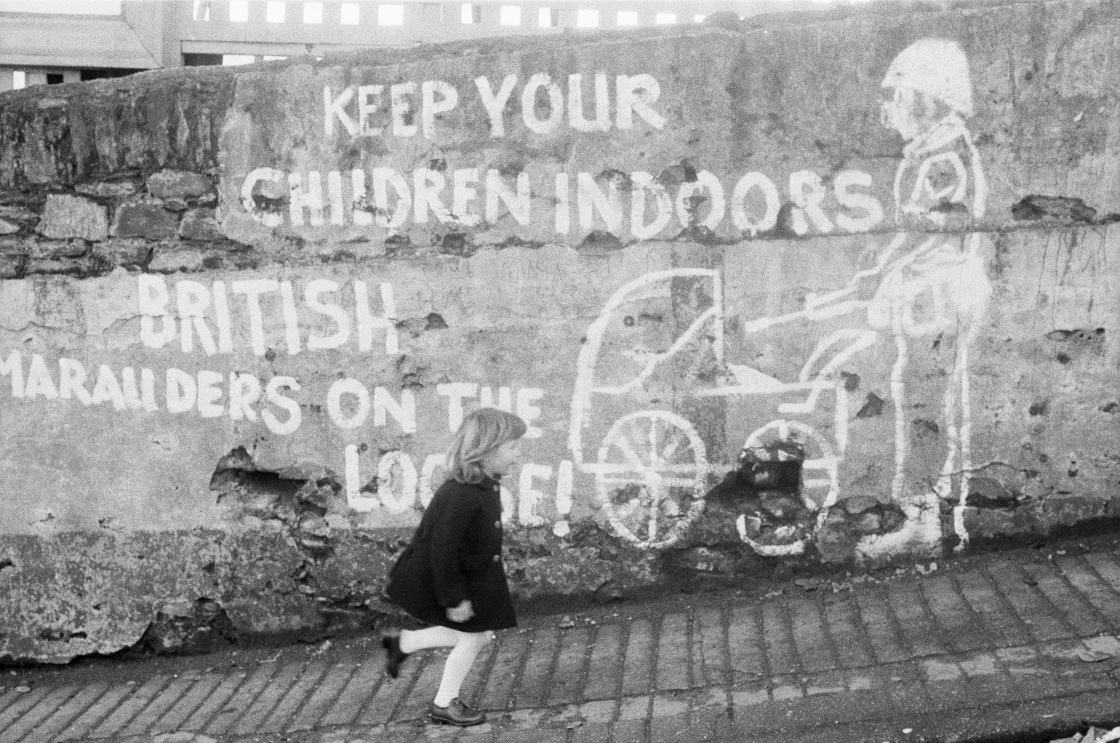 KEEP YOUR
CHILDREN INDOORS
BRITISH
MARAUDERS ON THE
LOOSE!